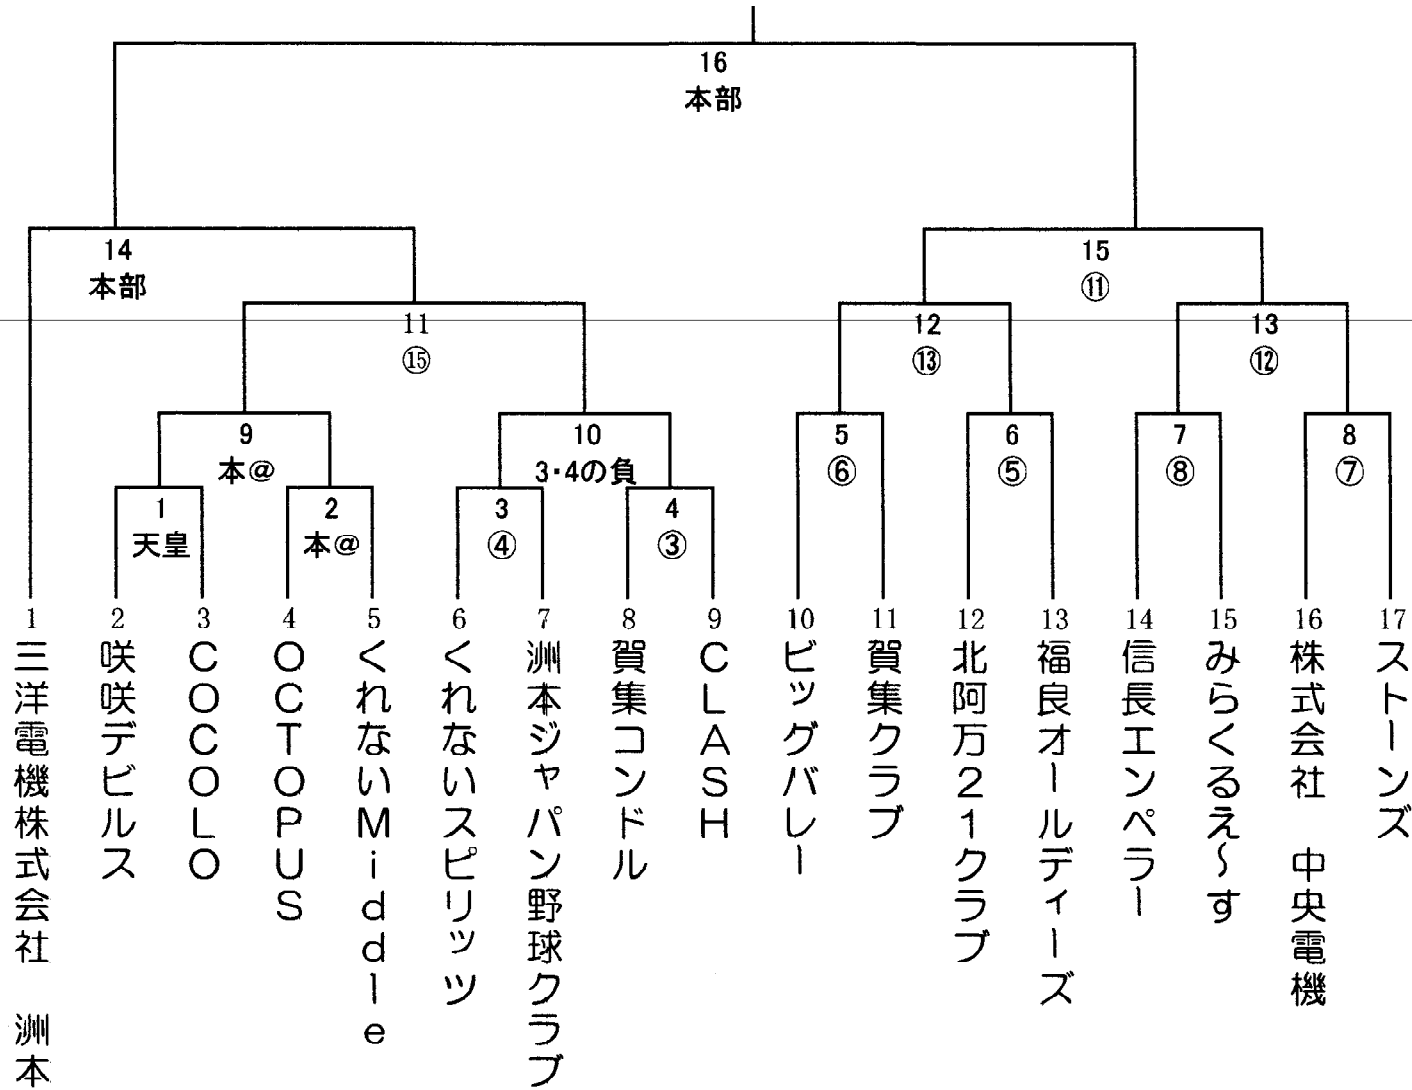 16
本部
14
本部
15
⑪
11
⑮
12
⑬
13
⑫
9
本@
10
3・4の負
5
⑥
6
⑤
7
⑧
8
⑦
1
天皇
2
本@
3
④
4
③
1
三洋電機株式会社 洲本
2
咲咲デビルス
3
COCOLO
4
OCTOPUS
5
くれないMiddle
6
くれないスピリッツ
7
洲本ジャパン野球クラブ
8
賀集コンドル
9
CLASH
10
ビッグバレー
11
賀集クラブ
12
北阿万21クラブ
13
福良オールディーズ
14
信長エンペラー
15
みらくるえ～す
16
株式会社 中央電機
17
ストーンズ